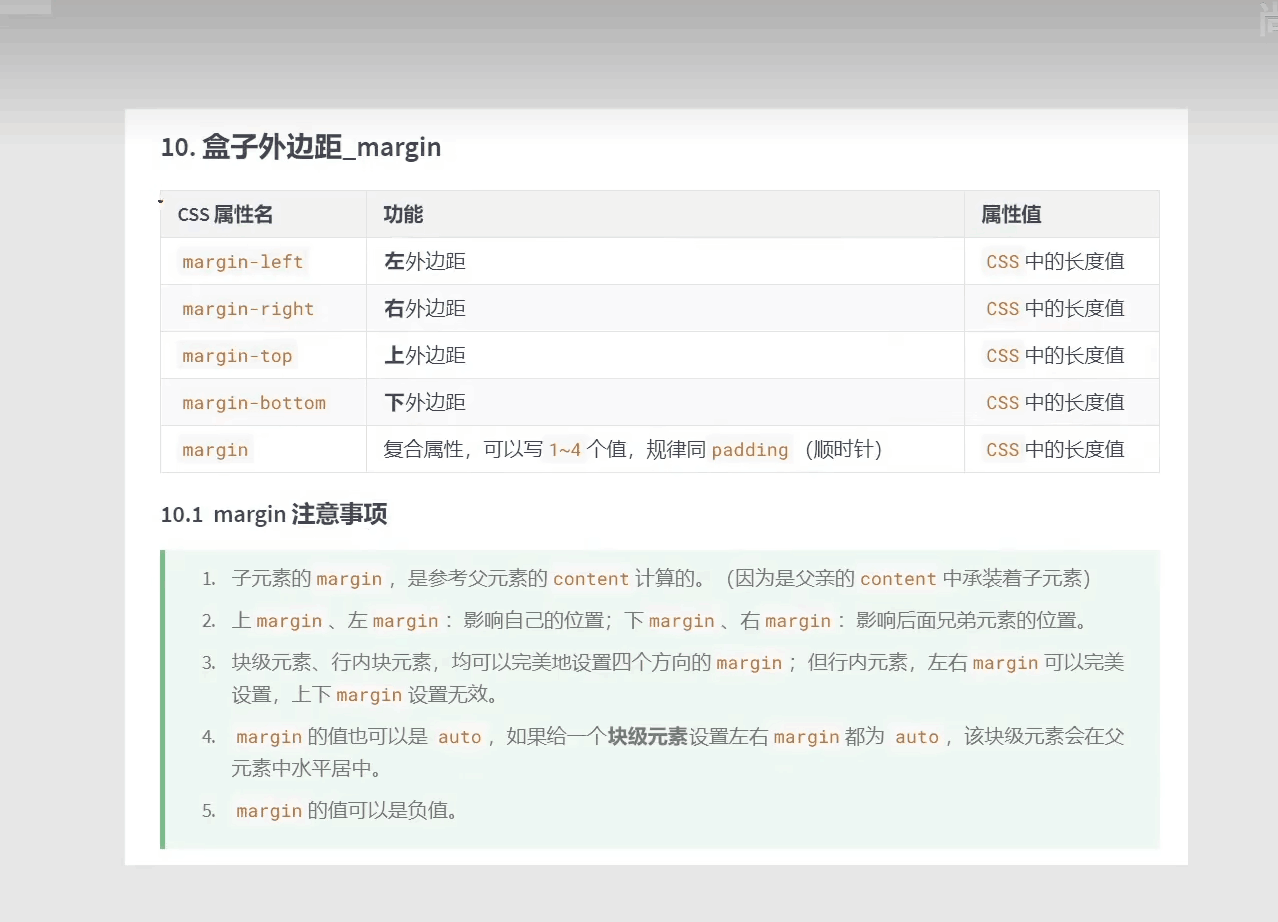 尚
10. 盒子外边距_margin
CSS 属性名 功能 属性值
margin-left 左外边距 CSS 中的长度值
margin-right 右外边距 CSS 中的长度值
margin-top 上外边距 CSS 中的长度值
margin-bottom 下外边距 CSS 中的长度值
margin 复合属性，可以写 1~4 个值，规律同 padding （顺时针） CSS 中的长度值
10.1 margin 注意事项
1. 子元素的 margin ，是参考父元素的 content 计算的。（因为是父亲的 content 中承装着子元素）
2. 上 margin 、左 margin ：影响自己的位置；下 margin 、右 margin ：影响后面兄弟元素的位置。
3. 块级元素、行内块元素，均可以完美地设置四个方向的 margin ；但行内元素，左右 margin 可以完美
设置，上下 margin 设置无效。
4. margin 的值也可以是 auto ，如果给一个块级元素设置左右 margin 都为 auto ，该块级元素会在父
元素中水平居中。
5. margin 的值可以是负值。